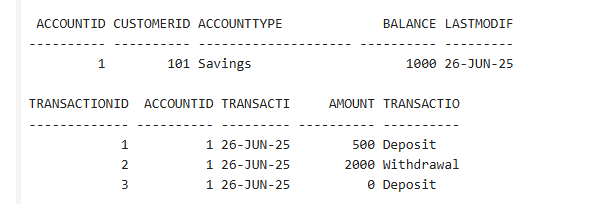 ACCOUNTID CUSTOMERID ACCOUNTTYPE BALANCE LASTMODIF
---------- ---------- -------------------- ---------- ---------
1 101 Savings 1000 26-JUN-25
TRANSACTIONID ACCOUNTID TRANSACTI AMOUNT TRANSACTIO
------------- ---------- --------- ---------- ----------
1 1 26-JUN-25 500 Deposit
2 1 26-JUN-25 2000 Withdrawal
3 1 26-JUN-25 0 Deposit